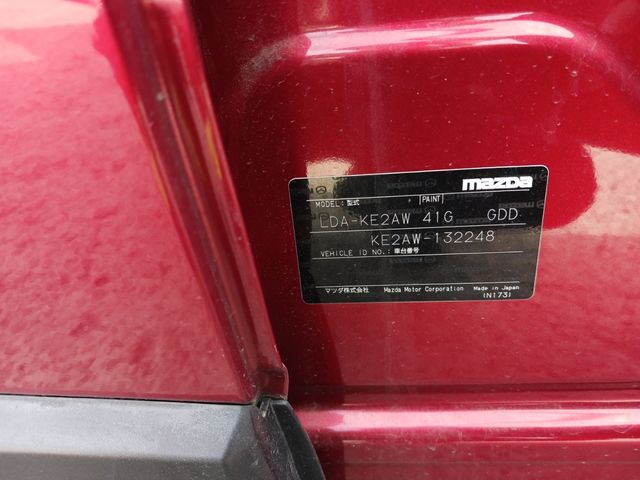 mazda
MODEL:型式 PAINT
LDA-KE2AW 41G GDD
KE2AW-132248
VEHICLE ID NO.:車台番号
マツダ株式会社 Mazda Motor Corporation Made in Japan
(N173)